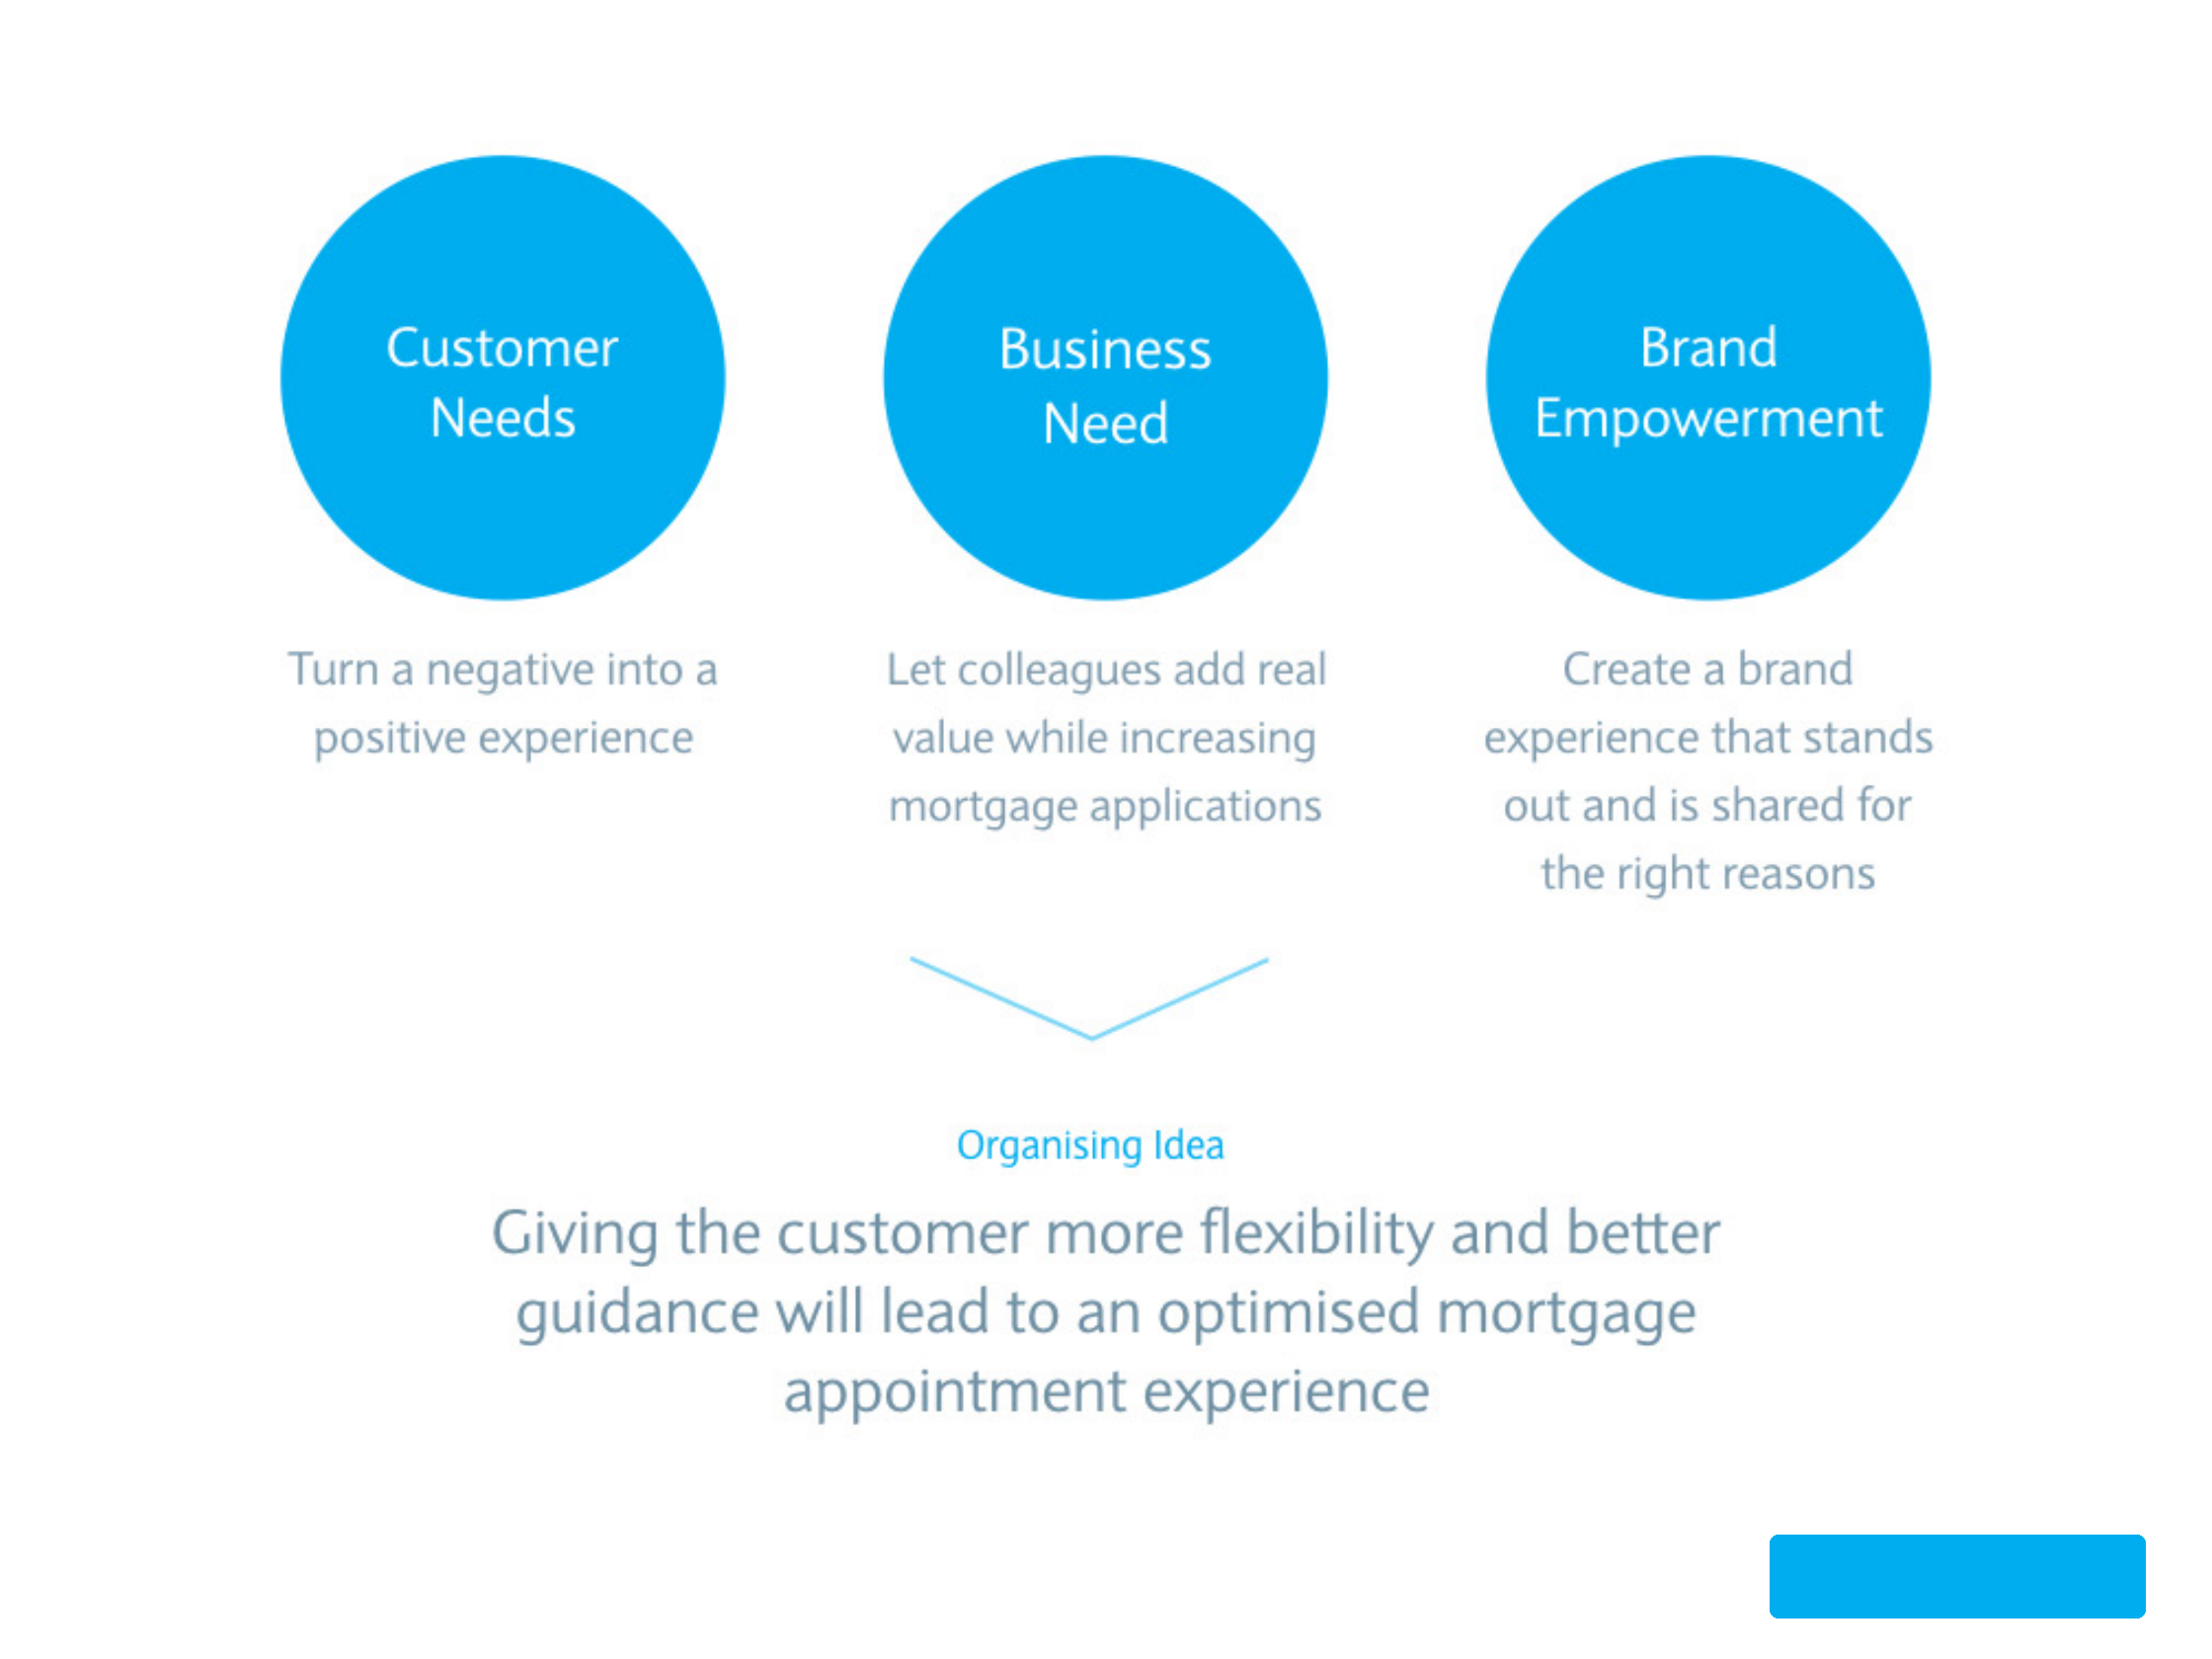 Customer
Needs
Turn a negative into a
positive experience
Business
Need
Let colleagues add real
value while increasing
mortgage applications
Brand
Empowerment
Create a brand
experience that stands
out and is shared for
the right reasons
Organising Idea
Giving the customer more flexibility and better
guidance will lead to an optimised mortgage
appointment experience